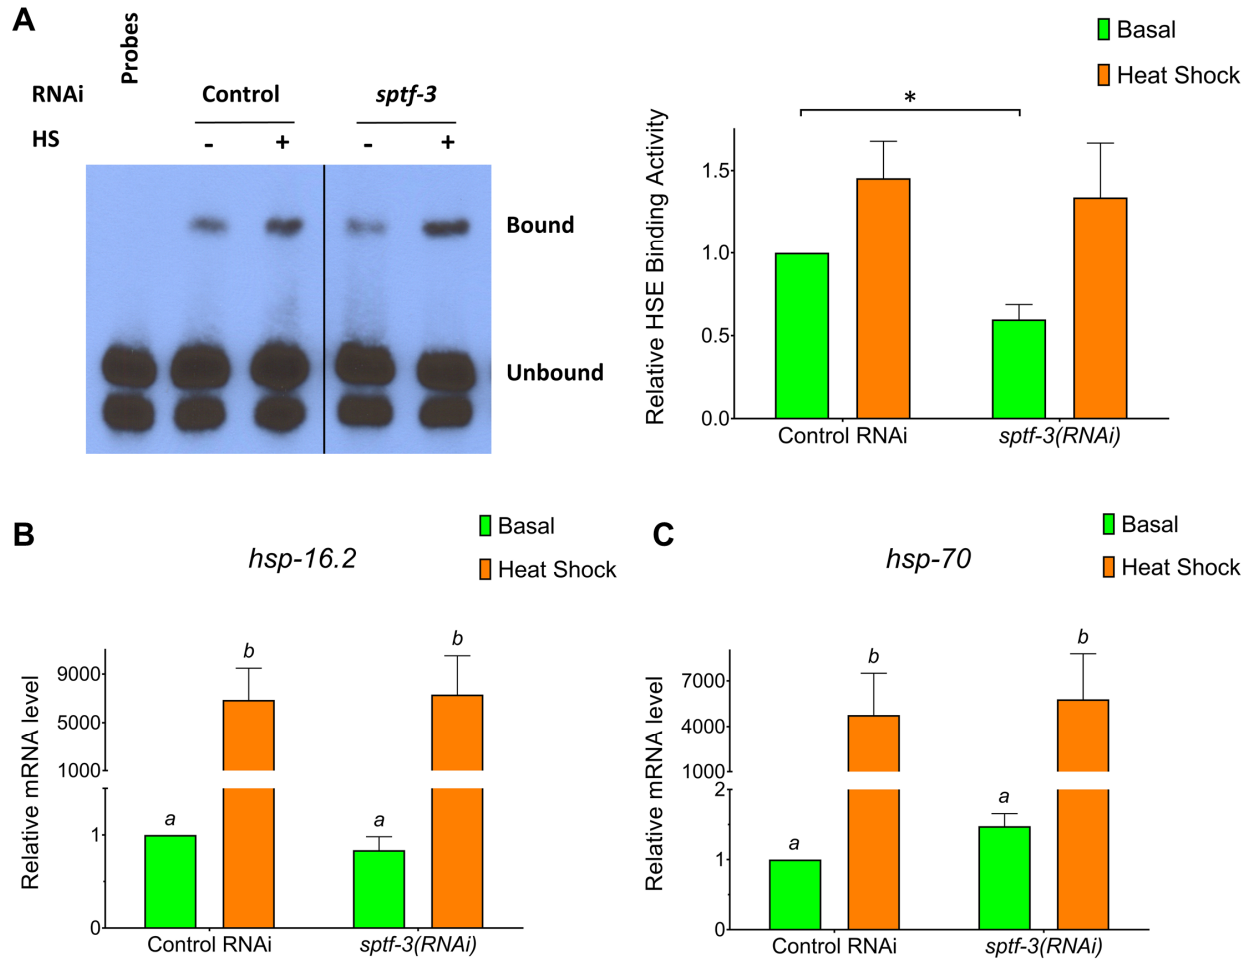 A
Probes
RNAi Control sptf-3
HS - + - +
Bound
Unbound
Basal
Heat Shock
*
Relative HSE Binding Activity
1.5
1.0
0.5
0.0
Control RNAi sptf-3(RNAi)
B
hsp-16.2
Basal
Heat Shock
Relative mRNA level
9000
5000
1000
1
0
a b a b
Control RNAi sptf-3(RNAi)
C
hsp-70
Basal
Heat Shock
Relative mRNA level
7000
4000
1000
2
1
0
a b a b
Control RNAi sptf-3(RNAi)